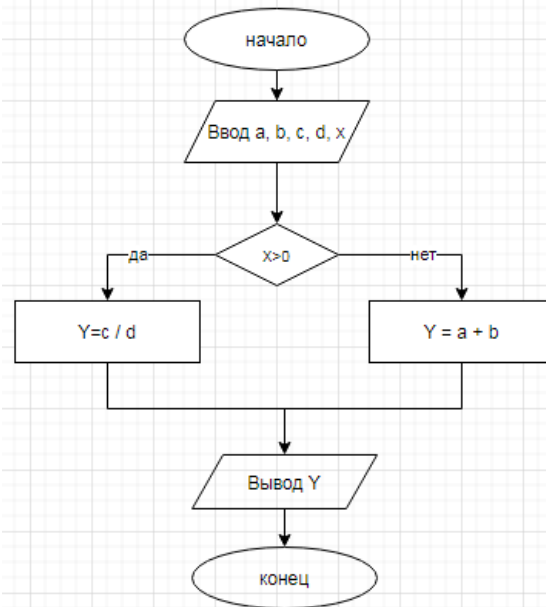 начало
Ввод a, b, c, d, x
x>0
да
нет
Y=c / d
Y = a + b
Вывод Y
конец